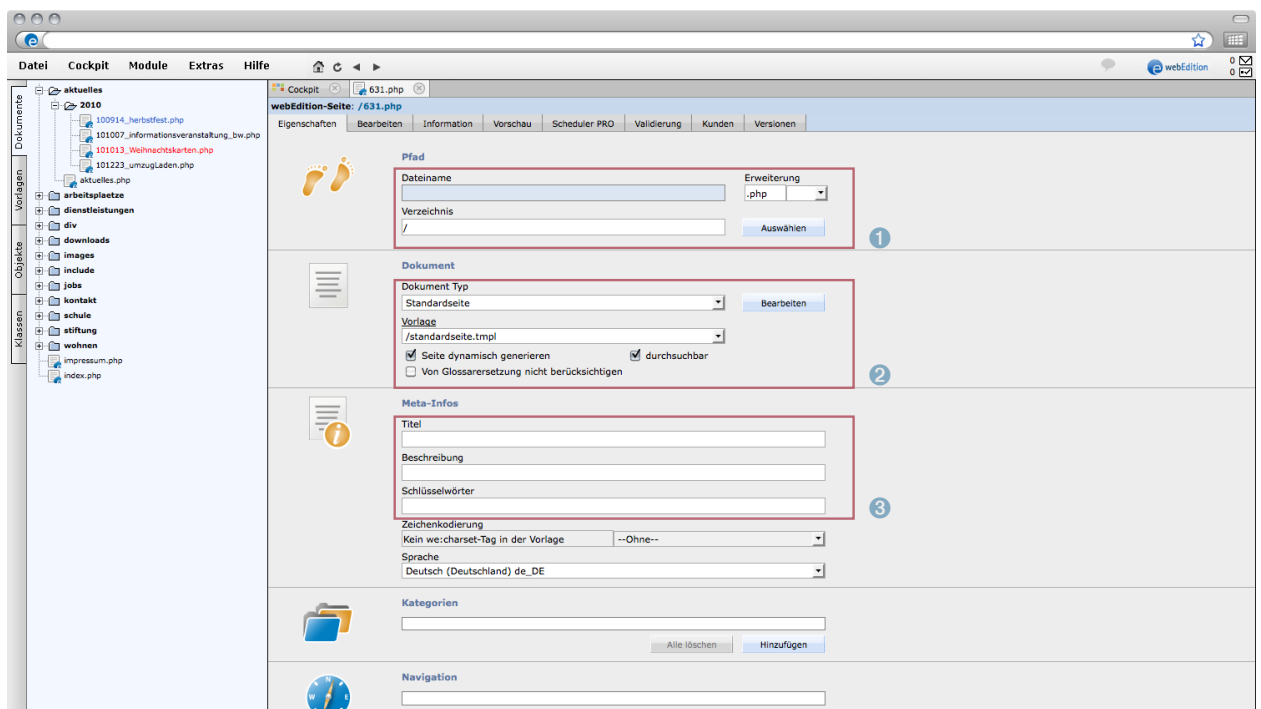 Datei Cockpit Module Extras Hilfe
webEdition
0
0
Dokumente
Vorlagen
Objekte
Klassen
aktuelles
2010
100914_herbstfest.php
101007_informationsveranstaltung_bw.php
101013_Weihnachtskarten.php
101223_umzugLaden.php
aktuelles.php
arbeitsplaetze
dienstleistungen
div
downloads
images
include
jobs
kontakt
schule
stiftung
wohnen
impressum.php
index.php
Cockpit 631.php
webEdition-Seite: /631.php
Eigenschaften Bearbeiten Information Vorschau Scheduler PRO Validierung Kunden Versionen
Pfad
Dateiname Erweiterung
.php
Verzeichnis
/ Auswählen
1
Dokument
Dokument Typ
Standardseite Bearbeiten
Vorlage
/standardseite.tmpl
Seite dynamisch generieren durchsuchbar
Von Glossarersetzung nicht berücksichtigen
2
Meta-Infos
Titel
Beschreibung
Schlüsselwörter
3
Zeichenkodierung
Kein we:charset-Tag in der Vorlage --Ohne--
Sprache
Deutsch (Deutschland) de_DE
Kategorien
Alle löschen Hinzufügen
Navigation
N
W E